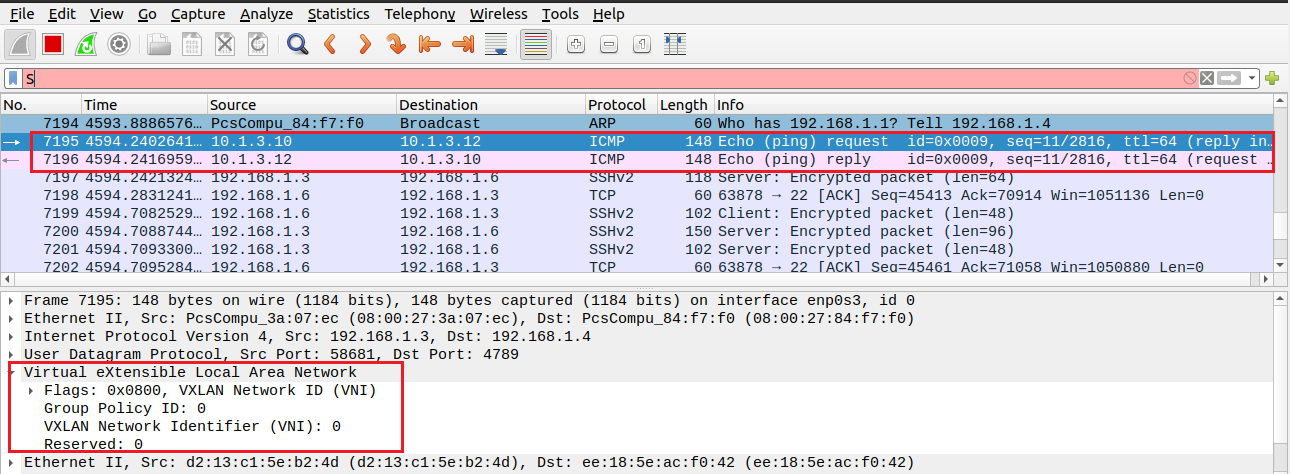 File Edit View Go Capture Analyze Statistics Telephony Wireless Tools Help
S
No. Time Source Destination Protocol Length Info
7194 4593.8886576… PcsCompu_84:f7:f0 Broadcast ARP 60 Who has 192.168.1.1? Tell 192.168.1.4
7195 4594.2402641… 10.1.3.10 10.1.3.12 ICMP 148 Echo (ping) request id=0x0009, seq=11/2816, ttl=64 (reply in…
7196 4594.2416959… 10.1.3.12 10.1.3.10 ICMP 148 Echo (ping) reply id=0x0009, seq=11/2816, ttl=64 (request …
7197 4594.2421324… 192.168.1.3 192.168.1.6 SSHv2 118 Server: Encrypted packet (len=64)
7198 4594.2831241… 192.168.1.6 192.168.1.3 TCP 60 63878 → 22 [ACK] Seq=45413 Ack=70914 Win=1051136 Len=0
7199 4594.7082529… 192.168.1.6 192.168.1.3 SSHv2 102 Client: Encrypted packet (len=48)
7200 4594.7088744… 192.168.1.3 192.168.1.6 SSHv2 150 Server: Encrypted packet (len=96)
7201 4594.7093300… 192.168.1.3 192.168.1.6 SSHv2 102 Server: Encrypted packet (len=48)
7202 4594.7095284… 192.168.1.6 192.168.1.3 TCP 60 63878 → 22 [ACK] Seq=45461 Ack=71058 Win=1050880 Len=0
Frame 7195: 148 bytes on wire (1184 bits), 148 bytes captured (1184 bits) on interface enp0s3, id 0
Ethernet II, Src: PcsCompu_3a:07:ec (08:00:27:3a:07:ec), Dst: PcsCompu_84:f7:f0 (08:00:27:84:f7:f0)
Internet Protocol Version 4, Src: 192.168.1.3, Dst: 192.168.1.4
User Datagram Protocol, Src Port: 58681, Dst Port: 4789
Virtual eXtensible Local Area Network
Flags: 0x0800, VXLAN Network ID (VNI)
Group Policy ID: 0
VXLAN Network Identifier (VNI): 0
Reserved: 0
Ethernet II, Src: d2:13:c1:5e:b2:4d (d2:13:c1:5e:b2:4d), Dst: ee:18:5e:ac:f0:42 (ee:18:5e:ac:f0:42)